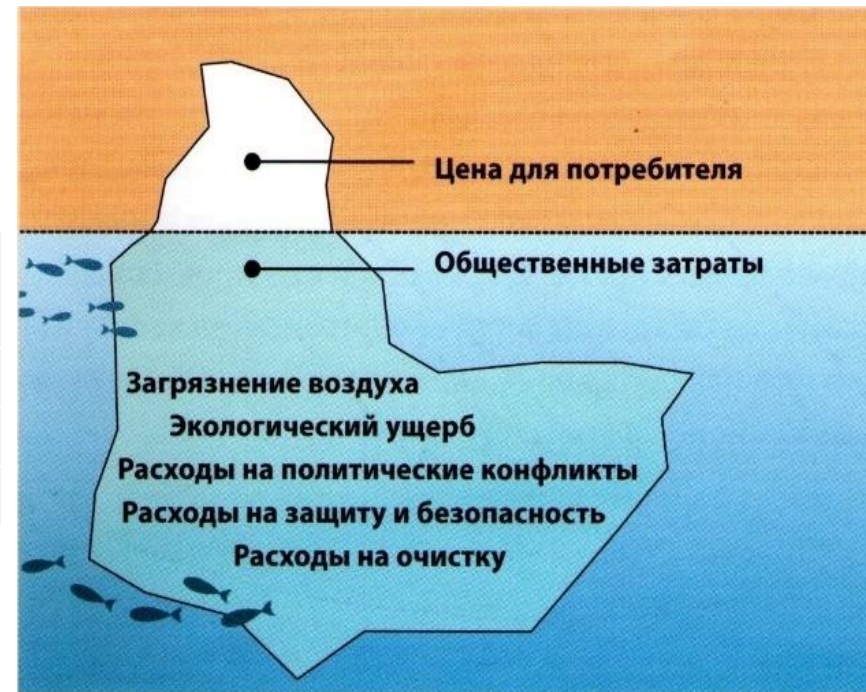 Цена для потребителя
Общественные затраты
Загрязнение воздуха
Экологический ущерб
Расходы на политические конфликты
Расходы на защиту и безопасность
Расходы на очистку